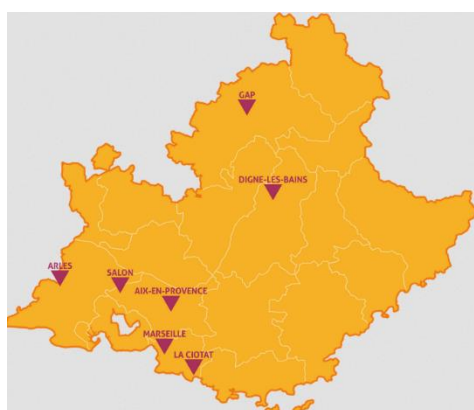 GAP
DIGNE-LES-BAINS
ARLES
SALON
AIX-EN-PROVENCE
MARSEILLE
LA CIOTAT